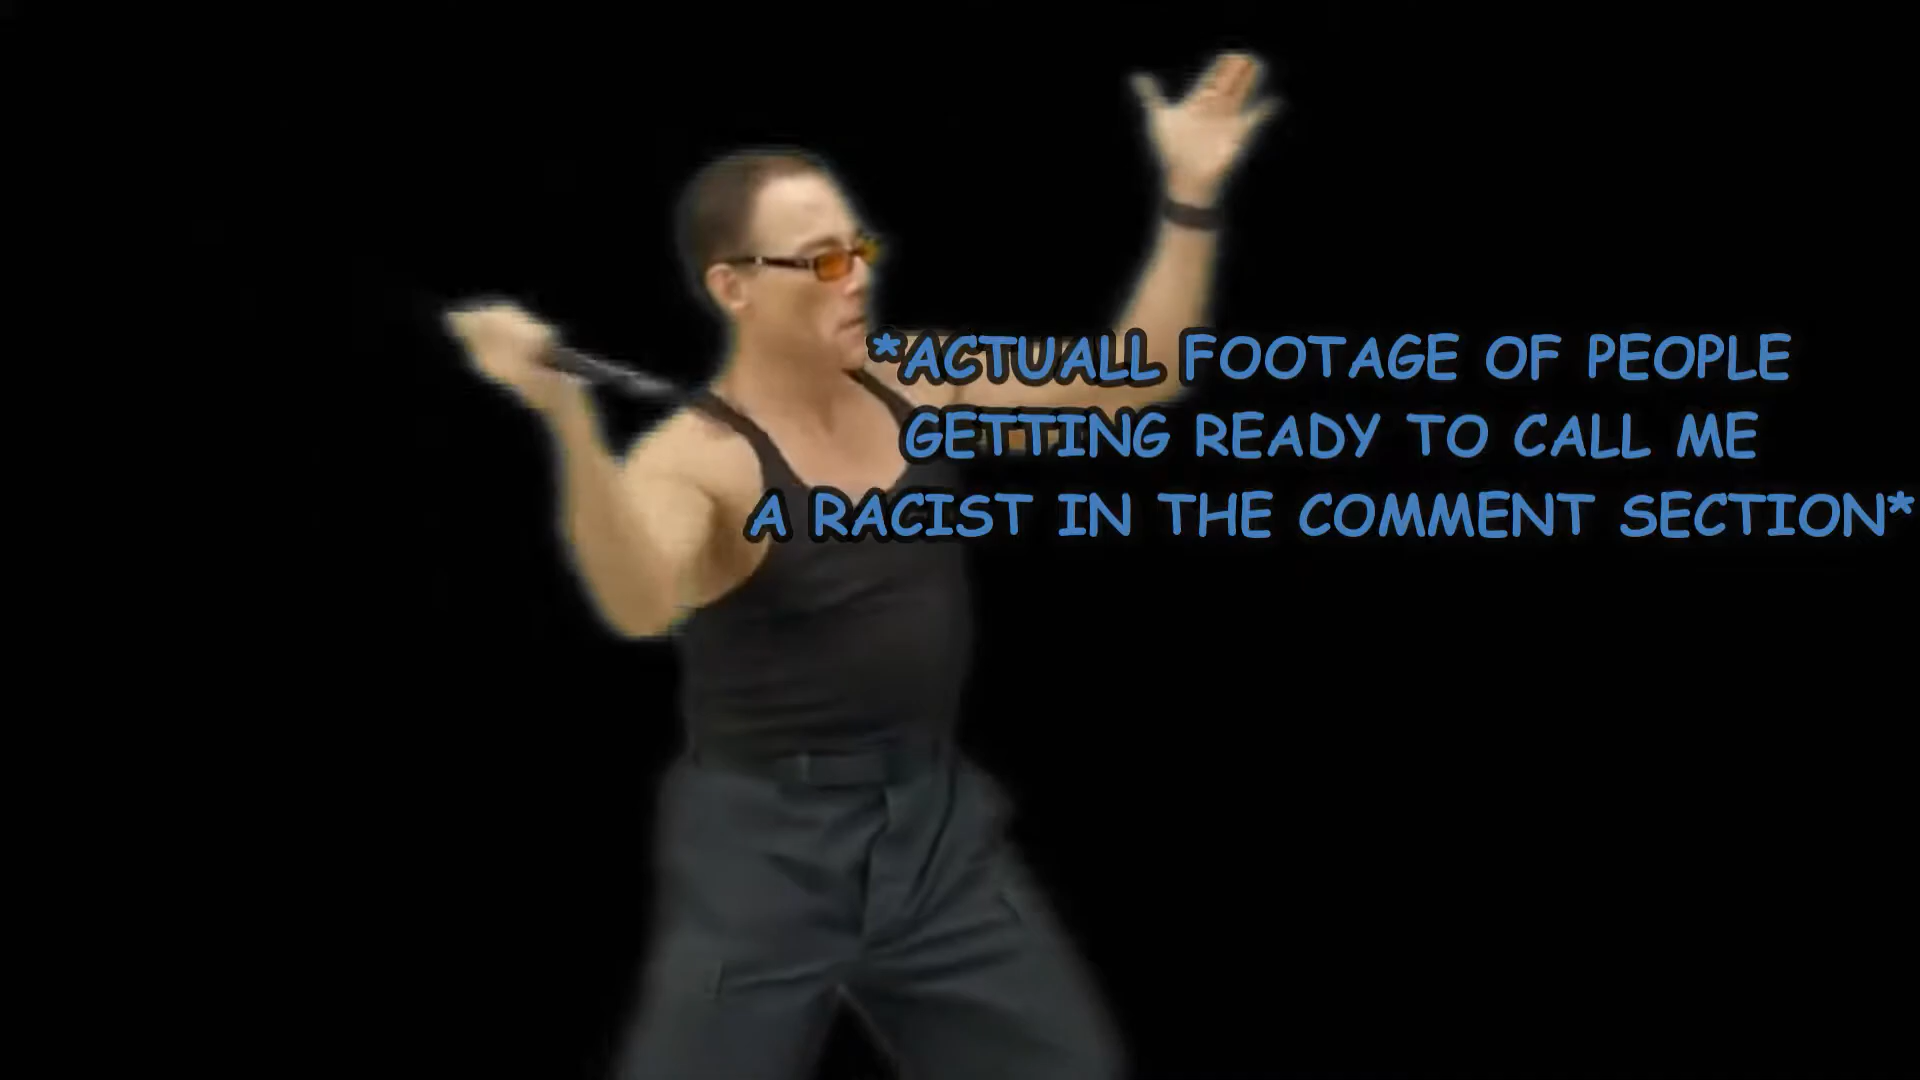 *ACTUALL FOOTAGE OF PEOPLE
GETTING READY TO CALL ME
A RACIST IN THE COMMENT SECTION*